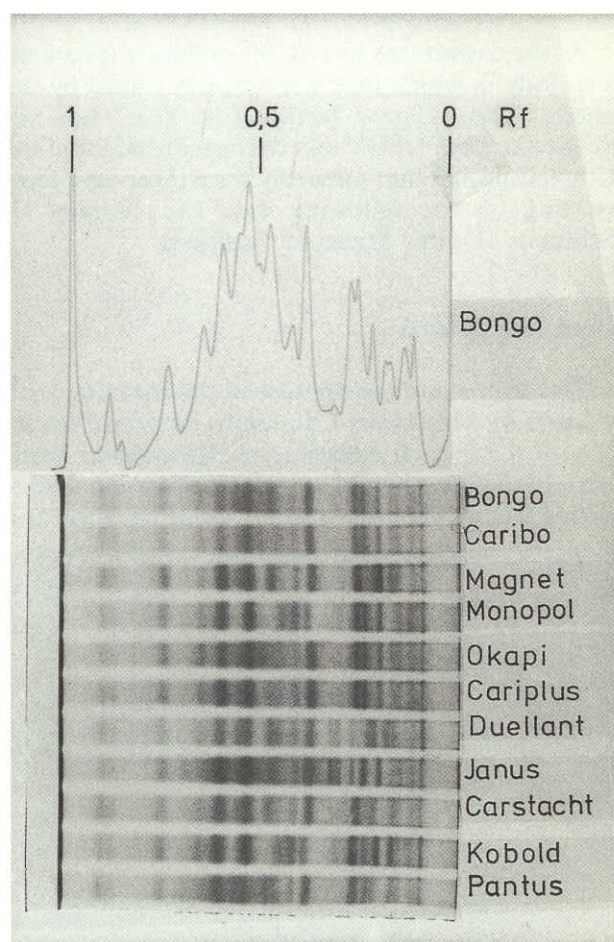 1 0,5 0 Rf
Bongo
Bongo
Caribo
Magnet
Monopol
Okapi
Cariplus
Duellant
Janus
Carstacht
Kobold
Pantus